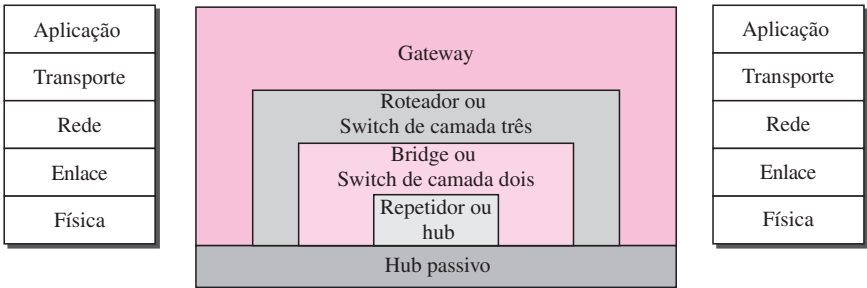 Aplicação
Transporte
Rede
Enlace
Física
Gateway
Roteador ou
Switch de camada três
Bridge ou
Switch de camada dois
Repetidor ou
hub
Hub passivo
Aplicação
Transporte
Rede
Enlace
Física